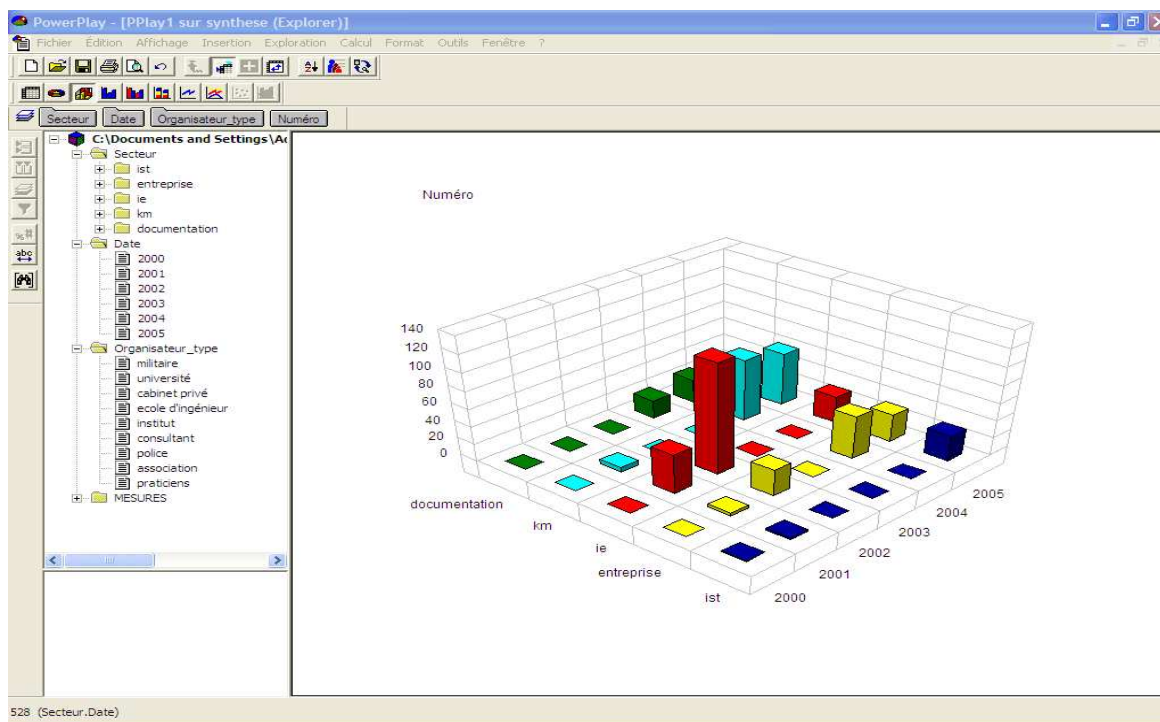 PowerPlay - [PPlay1 sur synthese (Explorer)]
Fichier Édition Affichage Insertion Exploration Calcul Format Outils Fenêtre ?
Secteur Date Organisateur_type Numéro
C:\Documents and Settings\A
Secteur
ist
entreprise
ie
km
documentation
Date
2000
2001
2002
2003
2004
2005
Organisateur_type
militaire
université
cabinet privé
ecole d'ingénieur
institut
consultant
police
association
praticiens
MESURES
Numéro
140
120
100
80
60
40
20
0
documentation
km
ie
entreprise
ist
2000
2001
2002
2003
2004
2005
528 (Secteur.Date)